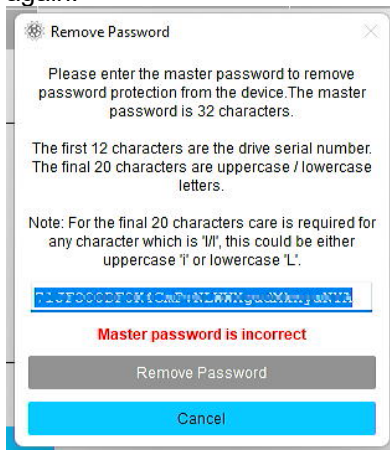 again.
Remove Password
Please enter the master password to remove
password protection from the device.The master
password is 32 characters.
The first 12 characters are the drive serial number.
The final 20 characters are uppercase / lowercase
letters.
Note: For the final 20 characters care is required for
any character which is 'I/l', this could be either
uppercase 'i' or lowercase 'L'.
Master password is incorrect
Remove Password
Cancel